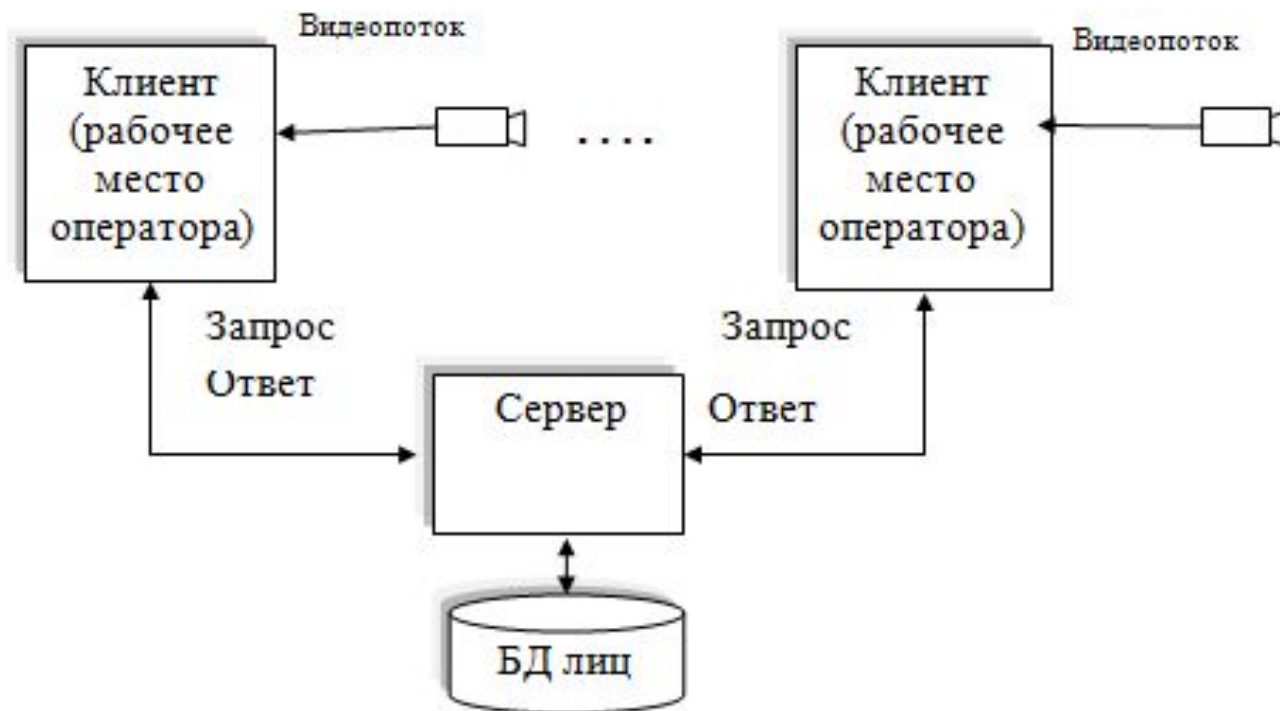 Видеопоток
Клиент
(рабочее
место
оператора)
. . . .
Видеопоток
Клиент
(рабочее
место
оператора)
Запрос
Ответ
Запрос
Ответ
Сервер
БД лиц